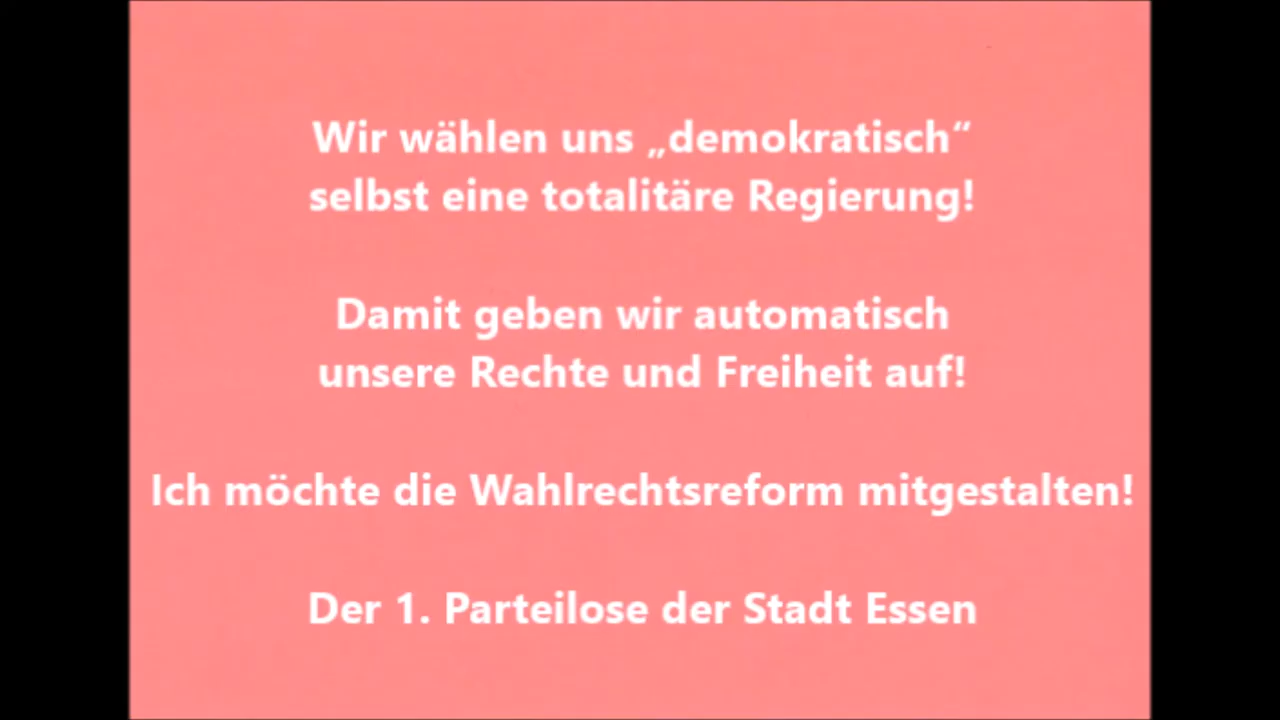 Wir wählen uns „demokratisch“
selbst eine totalitäre Regierung!
Damit geben wir automatisch
unsere Rechte und Freiheit auf!
Ich möchte die Wahlrechtsreform mitgestalten!
Der 1. Parteilose der Stadt Essen